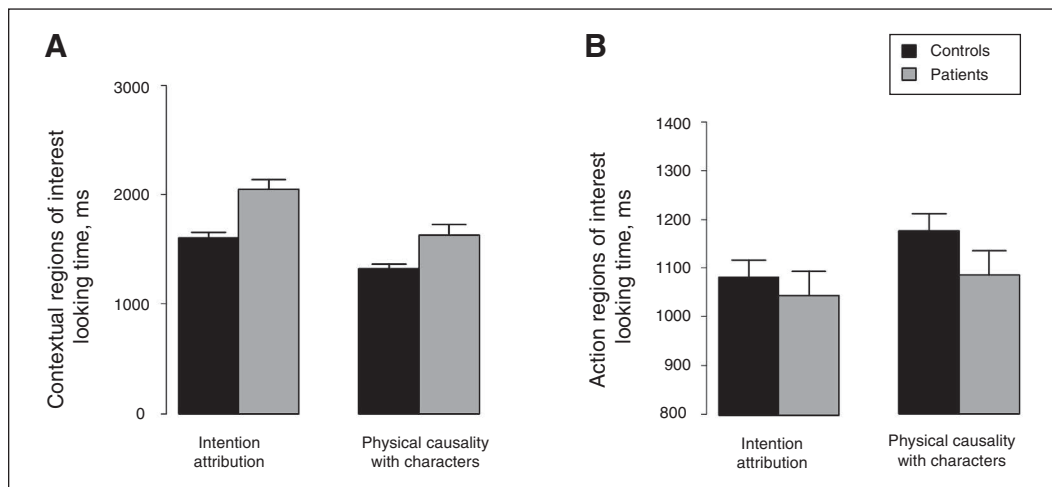 A
Contextual regions of interest
looking time, ms
3000
2000
1000
0
Intention
attribution
Physical causality
with characters
B
Controls
Patients
Action regions of interest
looking time, ms
1400
1300
1200
1100
1000
900
800
Intention
attribution
Physical causality
with characters